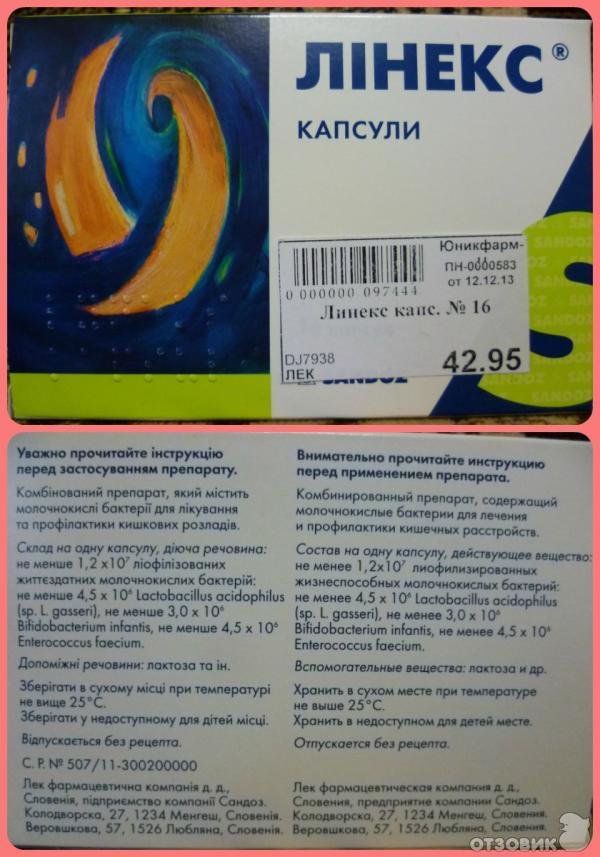 ЛІНЕКС®
КАПСУЛИ
Юникфарм-
ПН-0000583
от 12.12.13
0 000000 097444
Линекс капс. № 16
DJ7938
ЛЕК
42.95
SANDOZ
SANDOZ
SANDOZ
SANDOZ
Уважно прочитайте інструкцію
перед застосуванням препарату.
Комбінований препарат, який містить
молочнокислі бактерії для лікування
та профілактики кишкових розладів.
Склад на одну капсулу, діюча речовина:
не менше 1,2 x10⁷ ліофілізованих
життєздатних молочнокислих бактерій:
не менше 4,5 x 10⁶ Lactobacillus acidophilus
(sp. L. gasseri), не менше 3,0 x 10⁶
Bifidobacterium infantis, не менше 4,5 x 10⁶
Enterococcus faecium.
Допоміжні речовини: лактоза та ін.
Зберігати в сухому місці при температурі
не вище 25°C.
Зберігати у недоступному для дітей місці.
Відпускається без рецепта.
С. Р. № 507/11-300200000
Лек фармацевтична компанія д. д.,
Словенія, підприємство компанії Сандоз.
Колодворска, 27, 1234 Менгеш, Словенія.
Веровшкова, 57, 1526 Любляна, Словенія.
Внимательно прочитайте инструкцию
перед применением препарата.
Комбинированный препарат, содержащий
молочнокислые бактерии для лечения
и профилактики кишечных расстройств.
Состав на одну капсулу, действующее вещество:
не менее 1,2x10⁷ лиофилизированных
жизнеспособных молочнокислых бактерий:
не менее 4,5 x 10⁶ Lactobacillus acidophilus
(sp. L. gasseri), не менее 3,0 x 10⁶
Bifidobacterium infantis, не менее 4,5 x 10⁶
Enterococcus faecium.
Вспомогательные вещества: лактоза и др.
Хранить в сухом месте при температуре
не выше 25°C.
Хранить в недоступном для детей месте.
Отпускается без рецепта.
Лек фармацевтическая компания д. д.,
Словения, предприятие компании Сандоз.
Колодворска, 27, 1234 Менгеш, Словения.
Веровшкова, 57, 1526 Любляна, Словения.
ОТЗОВИК